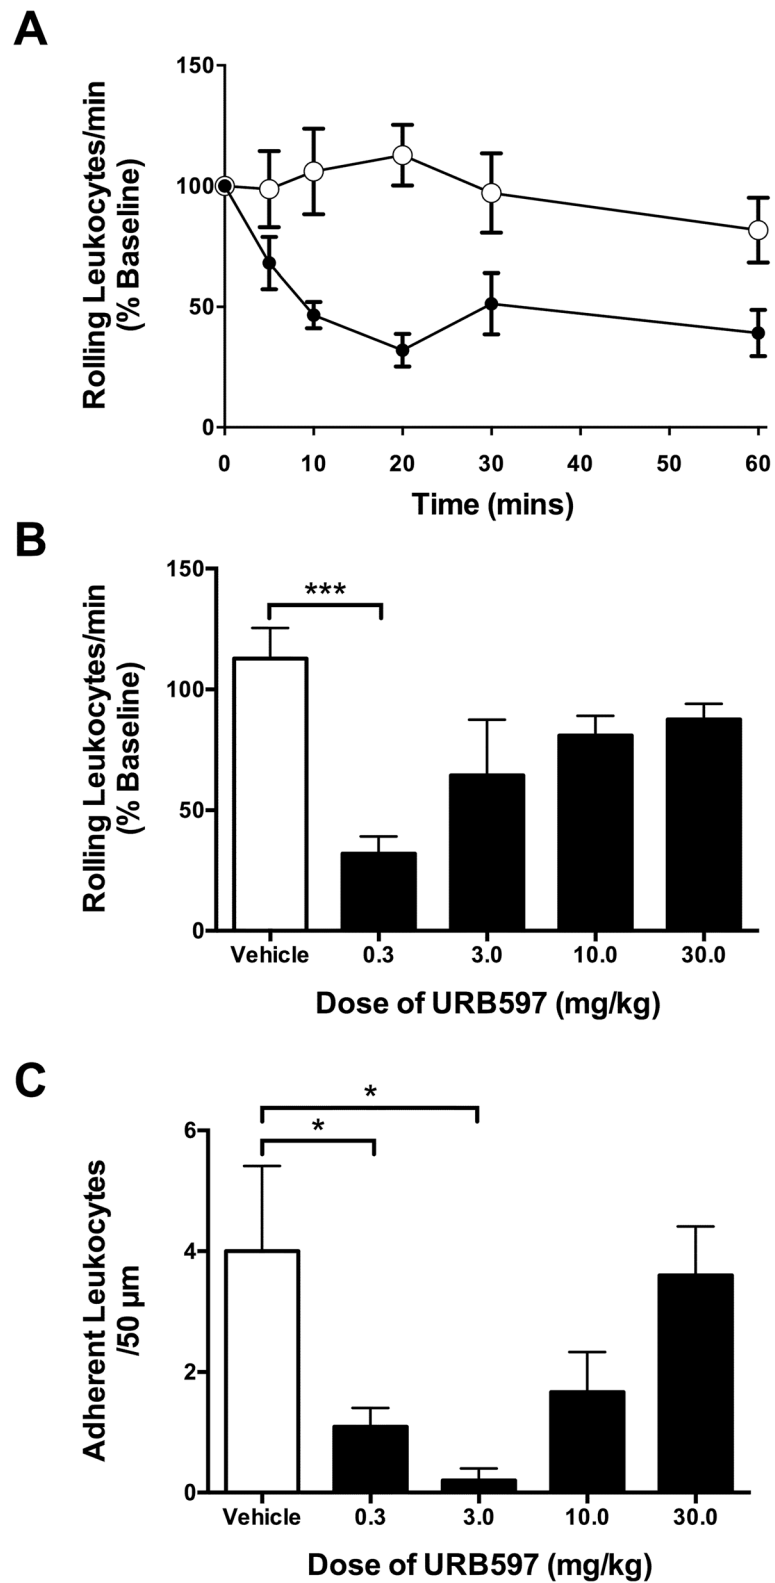 A
Rolling Leukocytes/min
(% Baseline)
150
100
50
0
0 10 20 30 40 50 60
Time (mins)
B
Rolling Leukocytes/min
(% Baseline)
150
100
50
0
***
Vehicle 0.3 3.0 10.0 30.0
Dose of URB597 (mg/kg)
C
Adherent Leukocytes
/50 µm
6
4
2
0
*
*
Vehicle 0.3 3.0 10.0 30.0
Dose of URB597 (mg/kg)